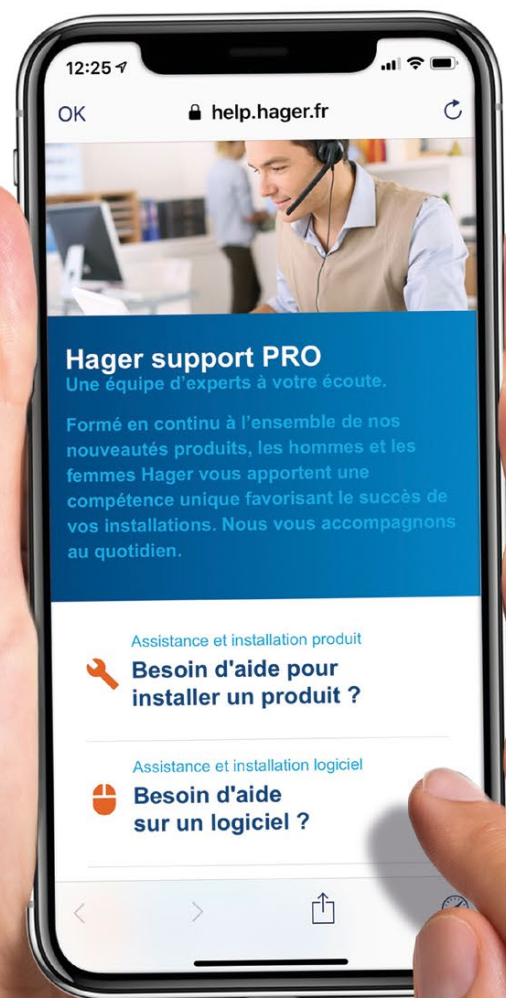 12:25
OK
help.hager.fr
Hager support PRO
Une équipe d'experts à votre écoute.
Formé en continu à l'ensemble de nos
nouveautés produits, les hommes et les
femmes Hager vous apportent une
compétence unique favorisant le succès de
vos installations. Nous vous accompagnons
au quotidien.
Assistance et installation produit
Besoin d'aide pour
installer un produit ?
Assistance et installation logiciel
Besoin d'aide
sur un logiciel ?